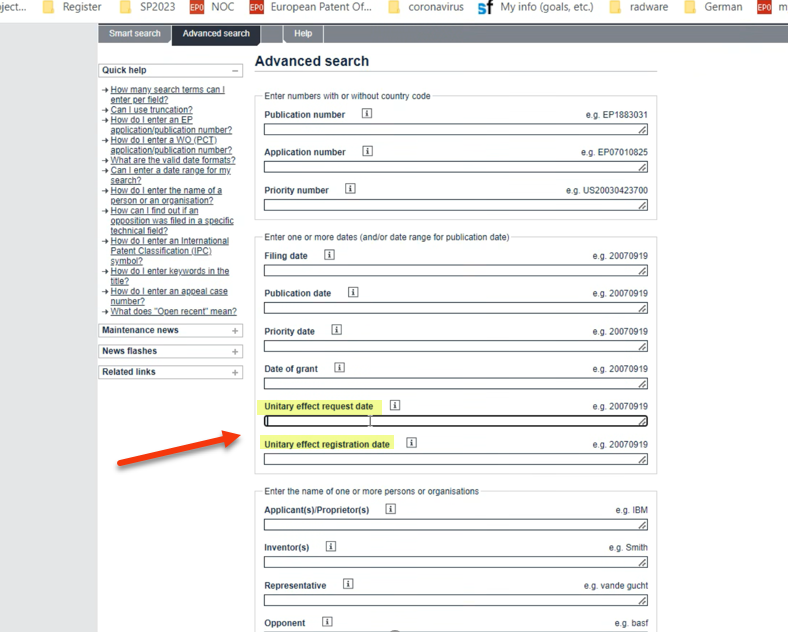 ject...
Register
SP2023
EPO NOC
EPO European Patent Of...
coronavirus
sf My info (goals, etc.)
radware
German
EPO m
Smart search
Advanced search
Help
Quick help −
How many search terms can I
enter per field?
Can I use truncation?
How do I enter an EP
application/publication number?
How do I enter a WO (PCT)
application/publication number?
What are the valid date formats?
Can I enter a date range for my
search?
How do I enter the name of a
person or an organisation?
How can I find out if an
opposition was filed in a specific
technical field?
How do I enter an International
Patent Classification (IPC)
symbol?
How do I enter keywords in the
title?
How do I enter an appeal case
number?
What does "Open recent" mean?
Maintenance news +
News flashes +
Related links +
Advanced search
Enter numbers with or without country code
Publication number i e.g. EP1883031
Application number i e.g. EP07010825
Priority number i e.g. US20030423700
Enter one or more dates (and/or date range for publication date)
Filing date i e.g. 20070919
Publication date i e.g. 20070919
Priority date i e.g. 20070919
Date of grant i e.g. 20070919
Unitary effect request date i e.g. 20070919
Unitary effect registration date i e.g. 20070919
Enter the name of one or more persons or organisations
Applicant(s)/Proprietor(s) i e.g. IBM
Inventor(s) i e.g. Smith
Representative i e.g. vande gucht
Opponent i e.g. basf